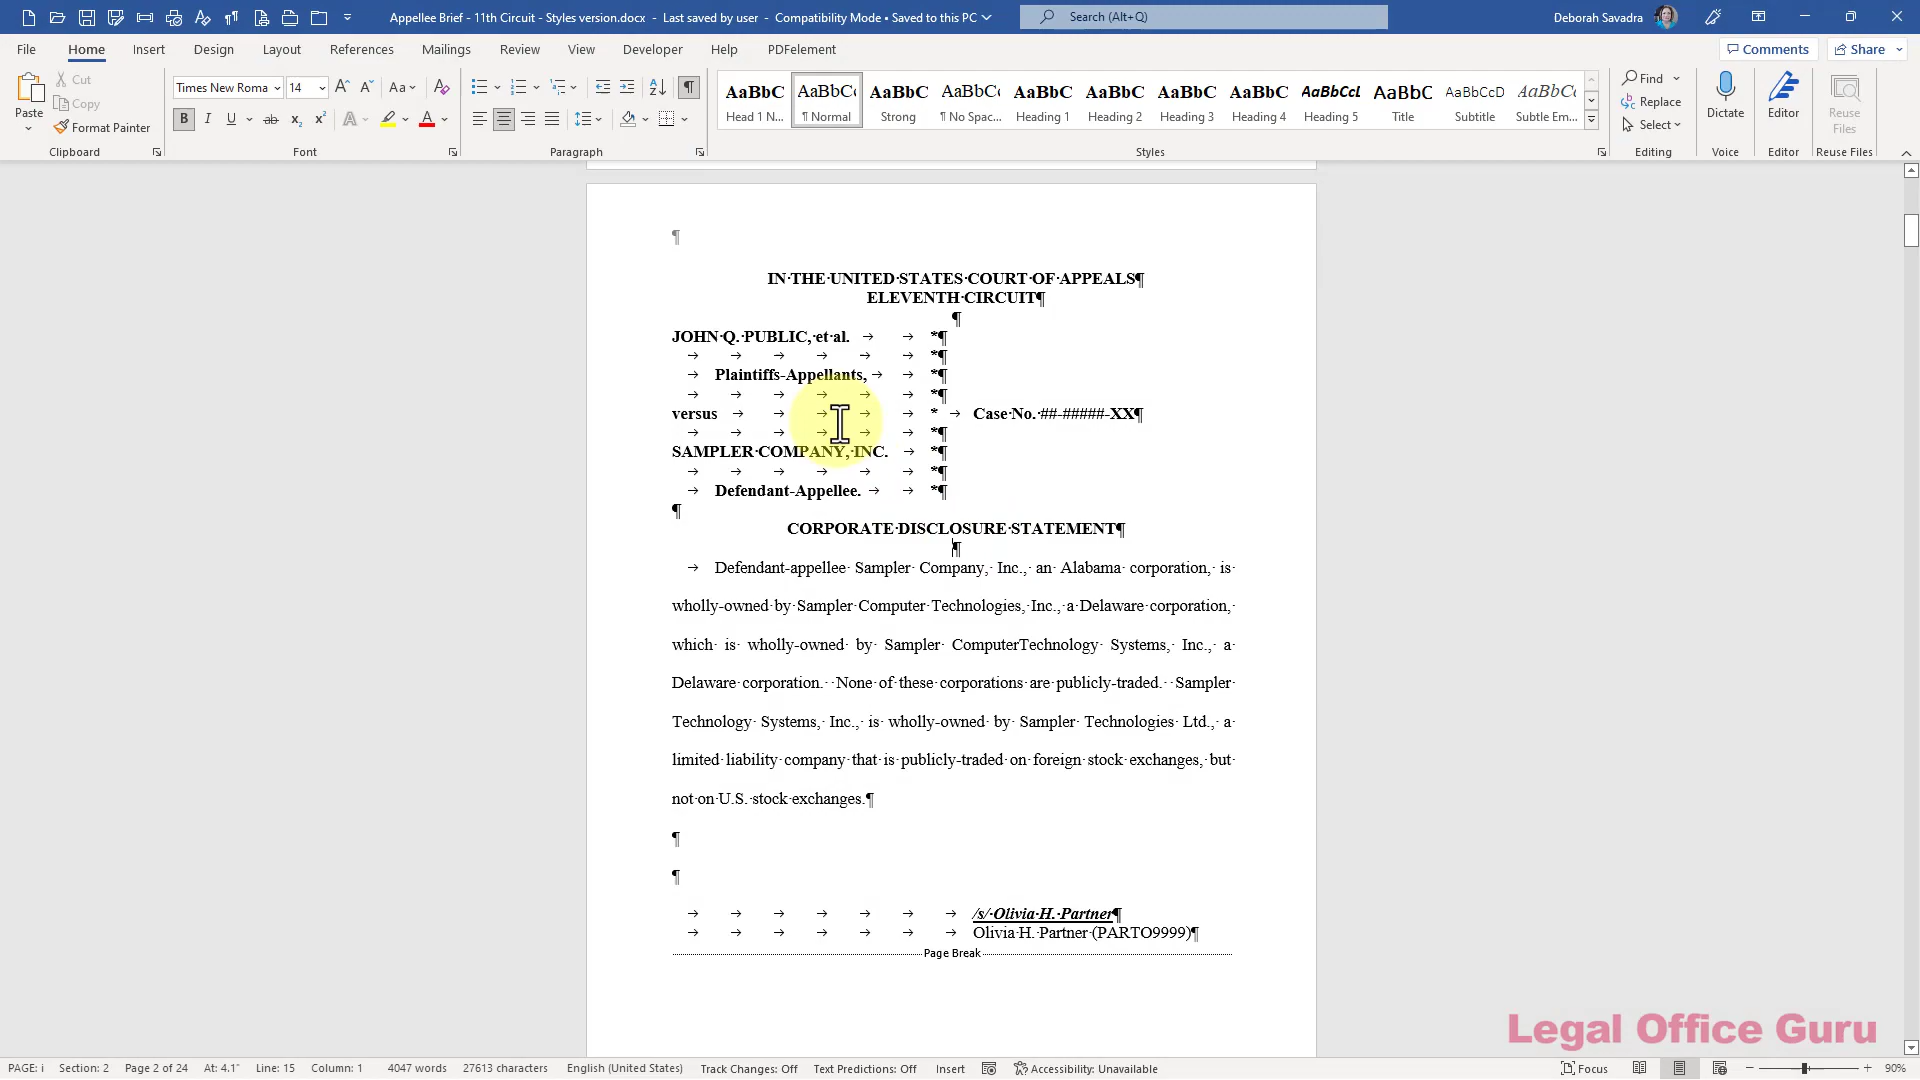 Appellee Brief - 11th Circuit - Styles version.docx - Last saved by user - Compatibility Mode • Saved to this PC
Search (Alt+Q)
Deborah Savadra
File Home Insert Design Layout References Mailings Review View Developer Help PDFelement
Comments Share
Cut
Copy
Format Painter
Paste
Clipboard
Times New Roma 14
Aa
B I U ab x₂ x² A A
Font
Paragraph
AaBbC AaBbC AaBbC AaBbC AaBbC AaBbC AaBbC AaBbC AaBbCcL AaBbC AaBbCcD AaBbC
Head 1 N... ¶ Normal Strong ¶ No Spac... Heading 1 Heading 2 Heading 3 Heading 4 Heading 5 Title Subtitle Subtle Em...
Styles
Find
Replace
Select
Editing
Dictate
Voice
Editor
Editor
Reuse Files
Reuse Files
¶
IN·THE·UNITED·STATES·COURT·OF·APPEALS¶
ELEVENTH·CIRCUIT¶
¶
JOHN·Q.·PUBLIC,·et·al. → → *¶
→ → → → → → *¶
→ Plaintiffs-Appellants, → → *¶
→ → → → → → *¶
versus → → → → → * → Case·No.·##-#####-XX¶
→ → → → → → *¶
SAMPLER·COMPANY,·INC. → *¶
→ → → → → → *¶
→ Defendant-Appellee. → → *¶
¶
CORPORATE·DISCLOSURE·STATEMENT¶
¶
→ Defendant-appellee· Sampler· Company,· Inc.,· an· Alabama· corporation,· is·
wholly-owned·by·Sampler·Computer·Technologies,·Inc.,·a·Delaware·corporation,·
which· is· wholly-owned· by· Sampler· ComputerTechnology· Systems,· Inc.,· a·
Delaware·corporation.··None·of·these·corporations·are·publicly-traded.··Sampler·
Technology· Systems,· Inc.,· is· wholly-owned· by· Sampler· Technologies· Ltd.,· a·
limited·liability·company·that·is·publicly-traded·on·foreign·stock·exchanges,·but·
not·on·U.S.·stock·exchanges.¶
¶
¶
→ → → → → → → /s/·Olivia·H.·Partner¶
→ → → → → → → Olivia·H.·Partner·(PARTO9999)¶
Page Break
Legal Office Guru
PAGE: i Section: 2 Page 2 of 24 At: 4.1" Line: 15 Column: 1 4047 words 27613 characters English (United States) Track Changes: Off Text Predictions: Off Insert Accessibility: Unavailable Focus 90%